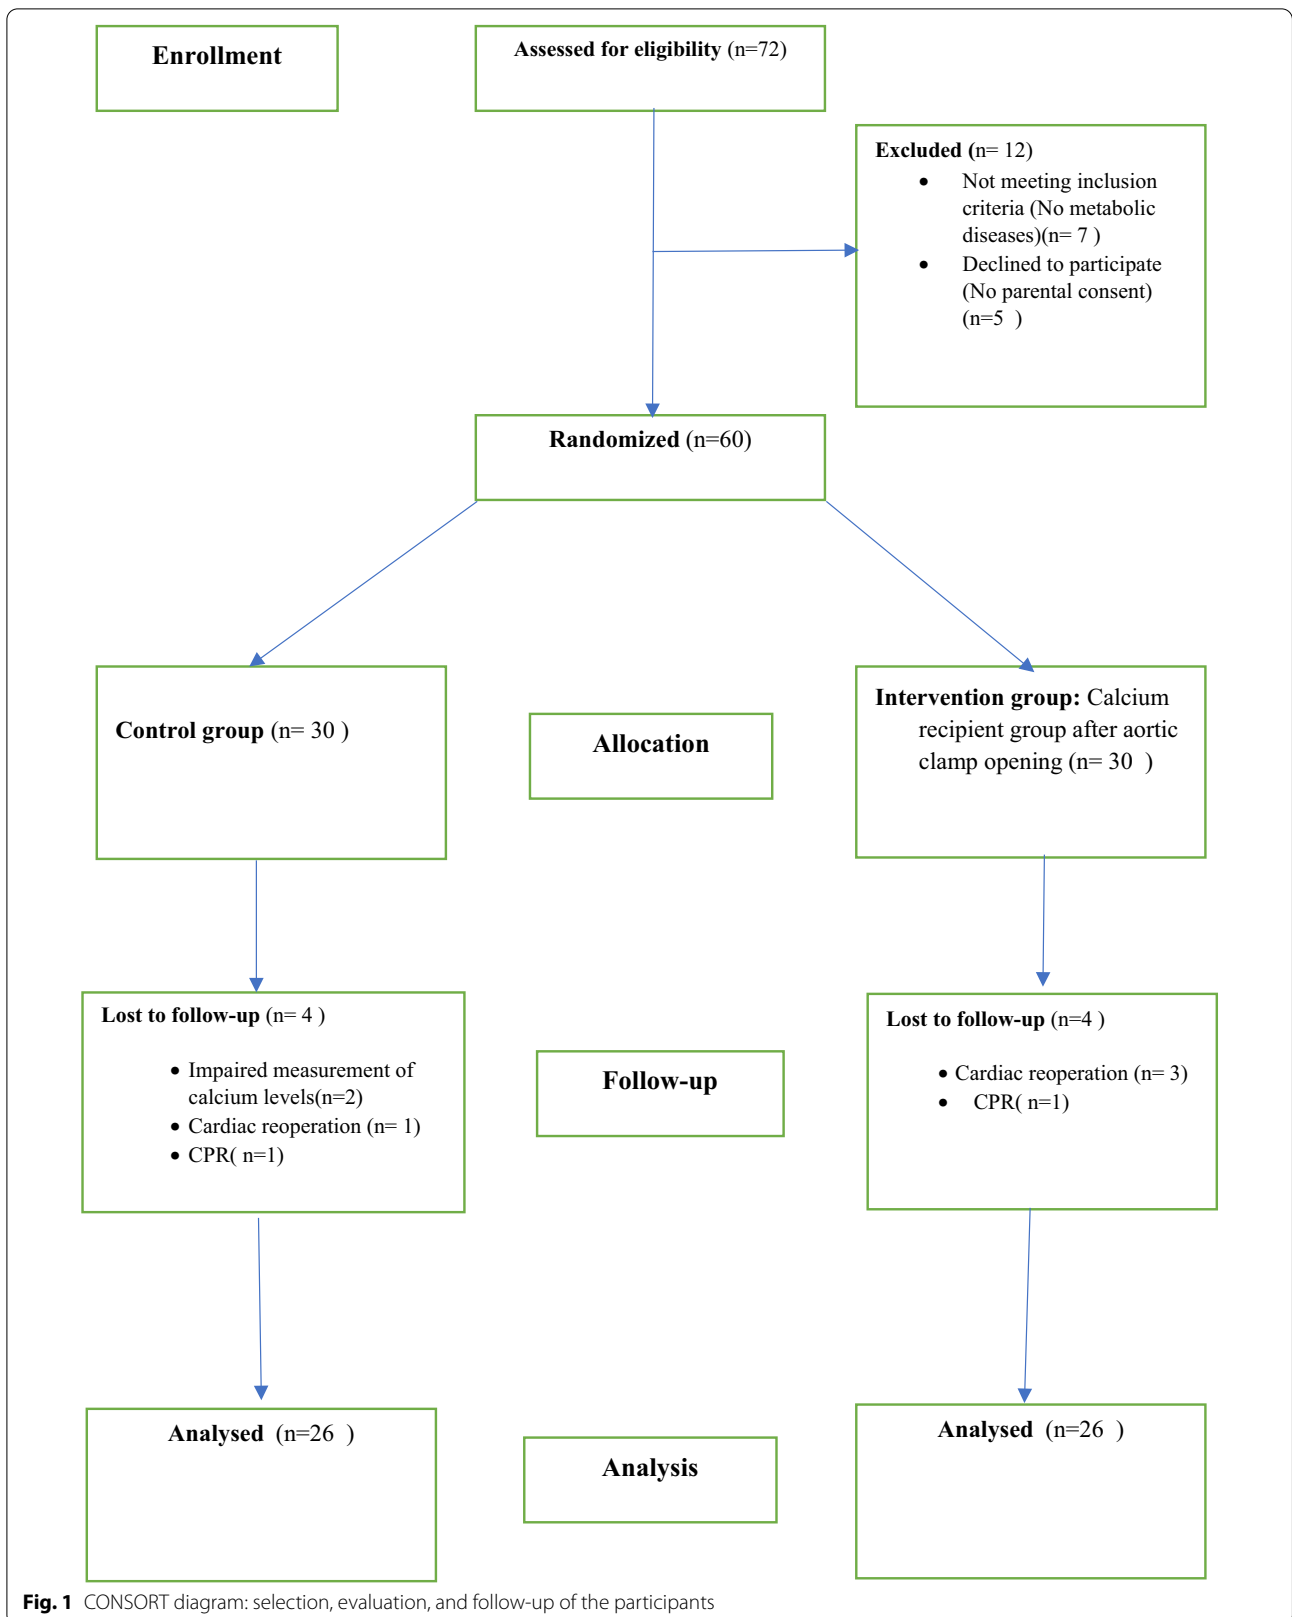 Enrollment
Assessed for eligibility (n=72)
Excluded (n= 12)
• Not meeting inclusion
criteria (No metabolic
diseases)(n= 7 )
• Declined to participate
(No parental consent)
(n=5 )
Randomized (n=60)
Control group (n= 30 )
Allocation
Intervention group: Calcium
recipient group after aortic
clamp opening (n= 30 )
Lost to follow-up (n= 4 )
• Impaired measurement of
calcium levels(n=2)
• Cardiac reoperation (n= 1)
• CPR( n=1)
Follow-up
Lost to follow-up (n=4 )
• Cardiac reoperation (n= 3)
• CPR( n=1)
Analysed (n=26 )
Analysis
Analysed (n=26 )
Fig. 1 CONSORT diagram: selection, evaluation, and follow-up of the participants